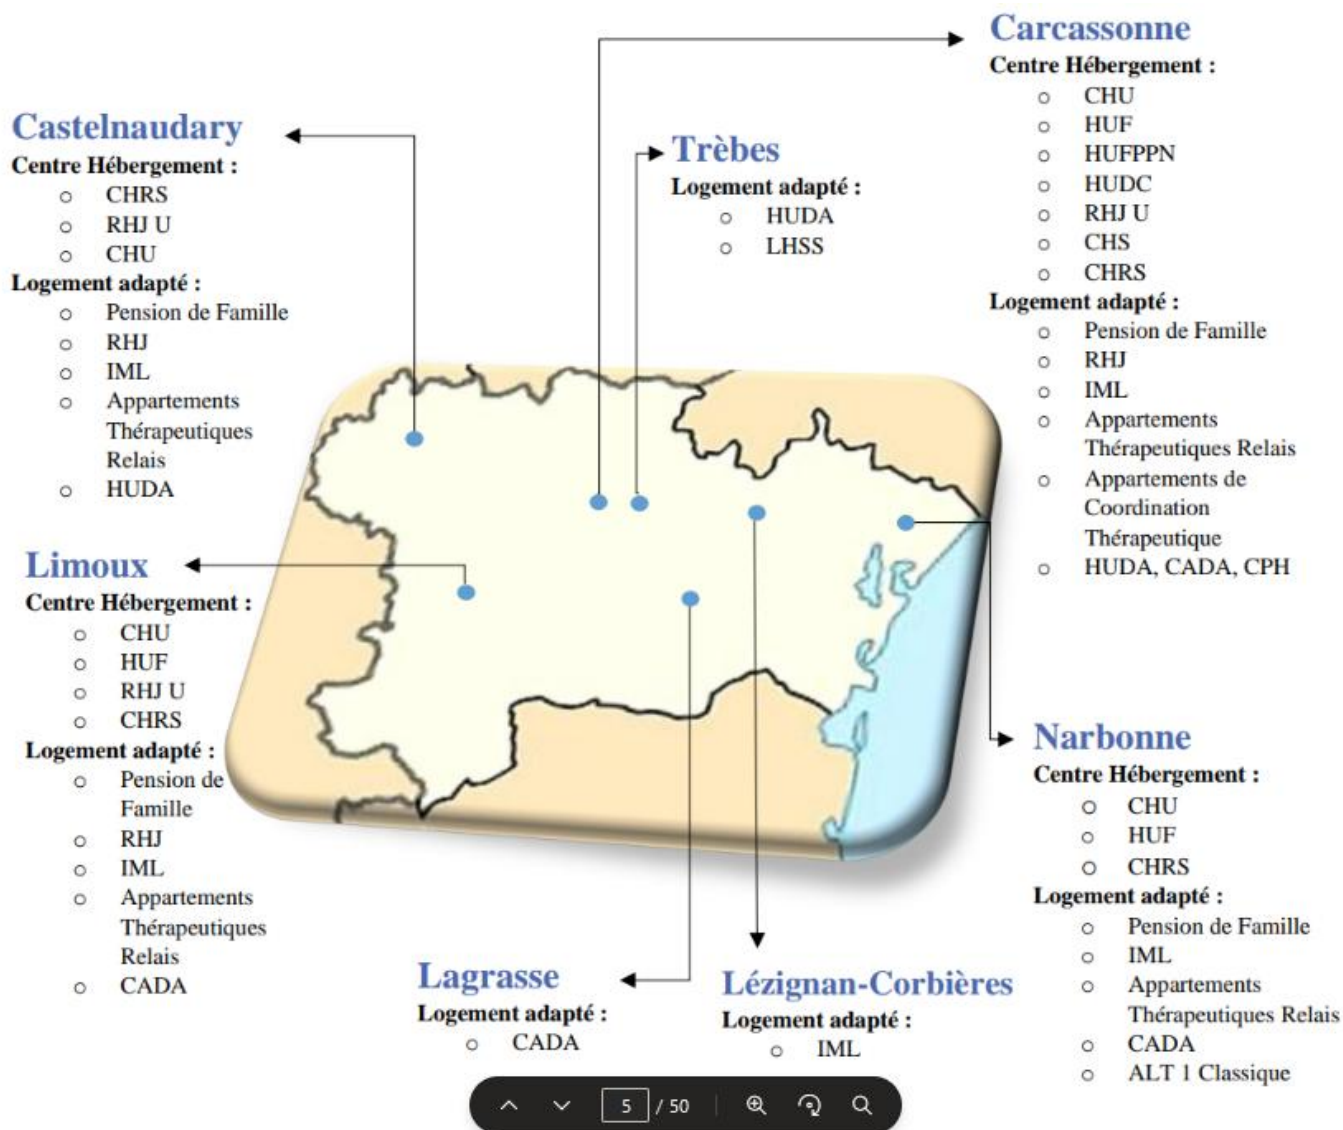 Carcassonne
Centre Hébergement :
o CHU
o HUF
o HUFPPN
o HUDC
o RHJ U
o CHS
o CHRS
Logement adapté :
o Pension de Famille
o RHJ
o IML
o Appartements
Thérapeutiques Relais
o Appartements de
Coordination
Thérapeutique
o HUDA, CADA, CPH
Castelnaudary
Centre Hébergement :
o CHRS
o RHJ U
o CHU
Logement adapté :
o Pension de Famille
o RHJ
o IML
o Appartements
Thérapeutiques
Relais
o HUDA
Trèbes
Logement adapté :
o HUDA
o LHSS
Limoux
Centre Hébergement :
o CHU
o HUF
o RHJ U
o CHRS
Logement adapté :
o Pension de
Famille
o RHJ
o IML
o Appartements
Thérapeutiques
Relais
o CADA
Narbonne
Centre Hébergement :
o CHU
o HUF
o CHRS
Logement adapté :
o Pension de Famille
o IML
o Appartements
Thérapeutiques Relais
o CADA
o ALT 1 Classique
Lagrasse
Logement adapté :
o CADA
Lézignan-Corbières
Logement adapté :
o IML
5 / 50